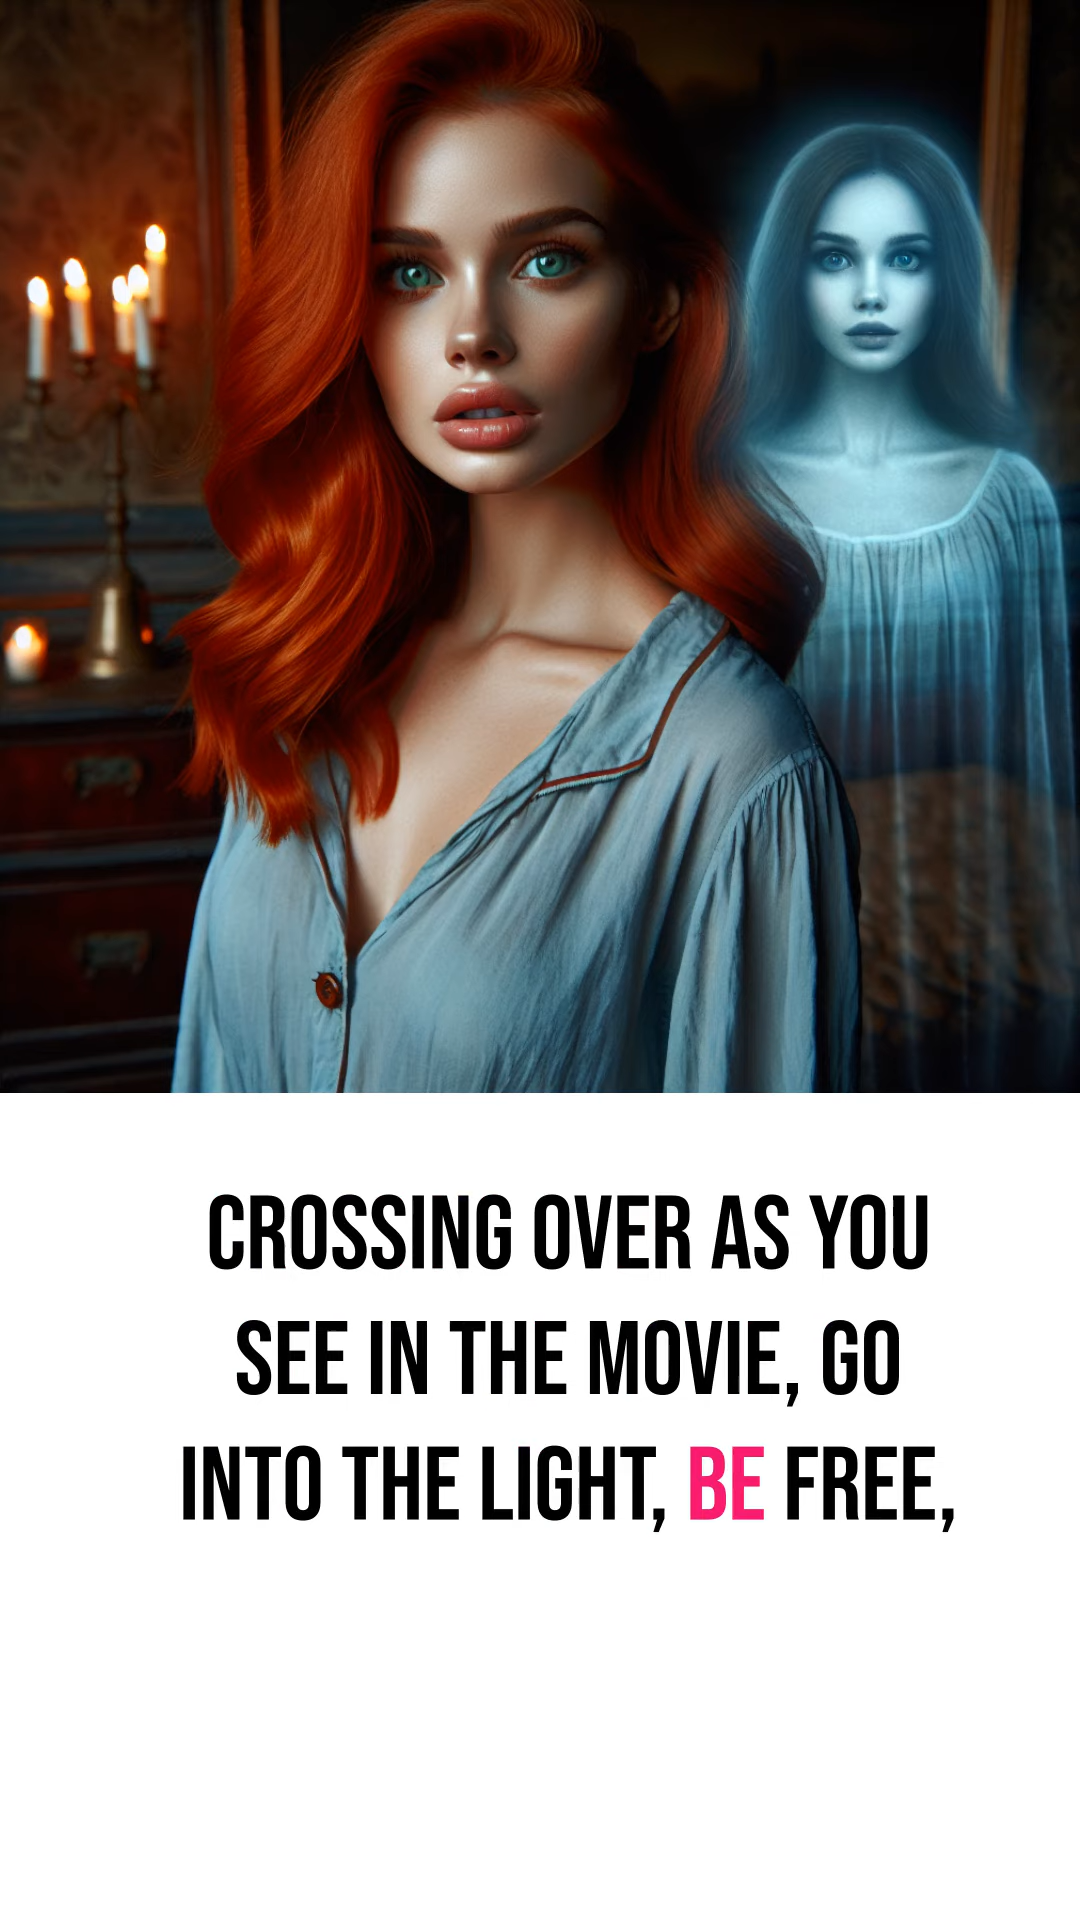 CROSSING OVER AS YOU
SEE IN THE MOVIE, GO
INTO THE LIGHT, BE FREE,